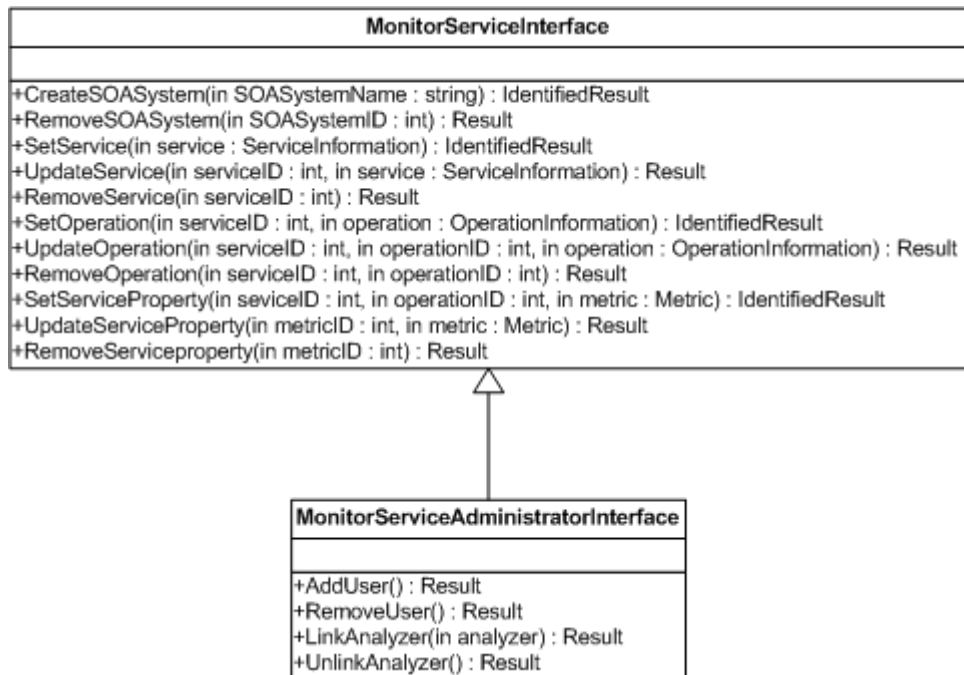 MonitorServiceInterface
+CreateSOASystem(in SOASystemName : string) : IdentifiedResult
+RemoveSOASystem(in SOASystemID : int) : Result
+SetService(in service : ServiceInformation) : IdentifiedResult
+UpdateService(in serviceID : int, in service : ServiceInformation) : Result
+RemoveService(in serviceID : int) : Result
+SetOperation(in serviceID : int, in operation : OperationInformation) : IdentifiedResult
+UpdateOperation(in serviceID : int, in operationID : int, in operation : OperationInformation) : Result
+RemoveOperation(in serviceID : int, in operationID : int) : Result
+SetServiceProperty(in seviceID : int, in operationID : int, in metric : Metric) : IdentifiedResult
+UpdateServiceProperty(in metricID : int, in metric : Metric) : Result
+RemoveServiceproperty(in metricID : int) : Result
MonitorServiceAdministratorInterface
+AddUser() : Result
+RemoveUser() : Result
+LinkAnalyzer(in analyzer) : Result
+UnlinkAnalyzer() : Result